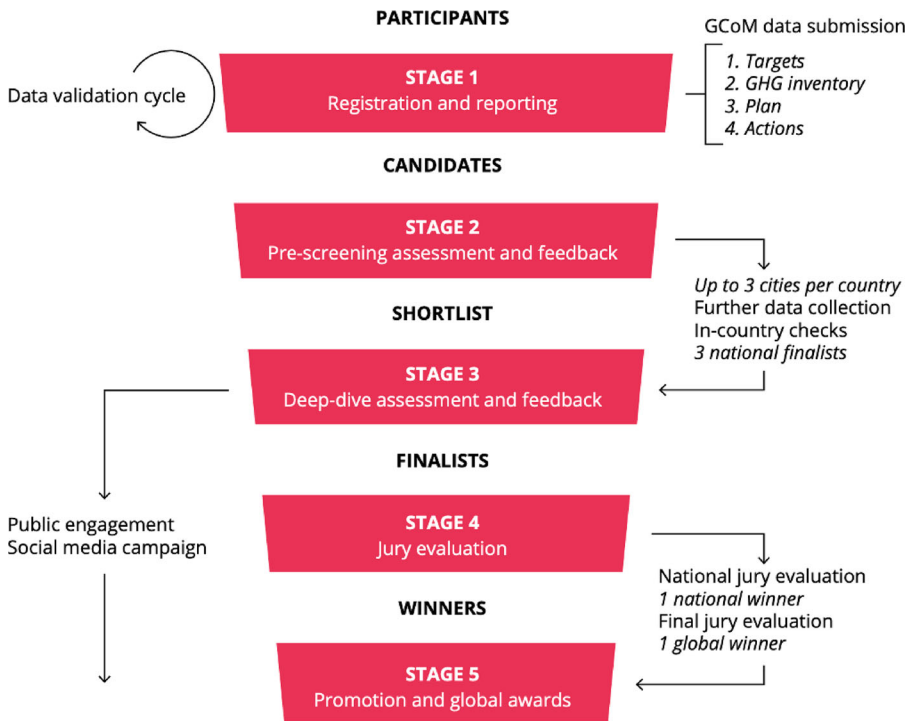 PARTICIPANTS
GCoM data submission
STAGE 1
Registration and reporting
1. Targets
2. GHG inventory
3. Plan
4. Actions
Data validation cycle
CANDIDATES
STAGE 2
Pre-screening assessment and feedback
Up to 3 cities per country
Further data collection
In-country checks
3 national finalists
SHORTLIST
STAGE 3
Deep-dive assessment and feedback
FINALISTS
STAGE 4
Jury evaluation
Public engagement
Social media campaign
National jury evaluation
1 national winner
Final jury evaluation
1 global winner
WINNERS
STAGE 5
Promotion and global awards